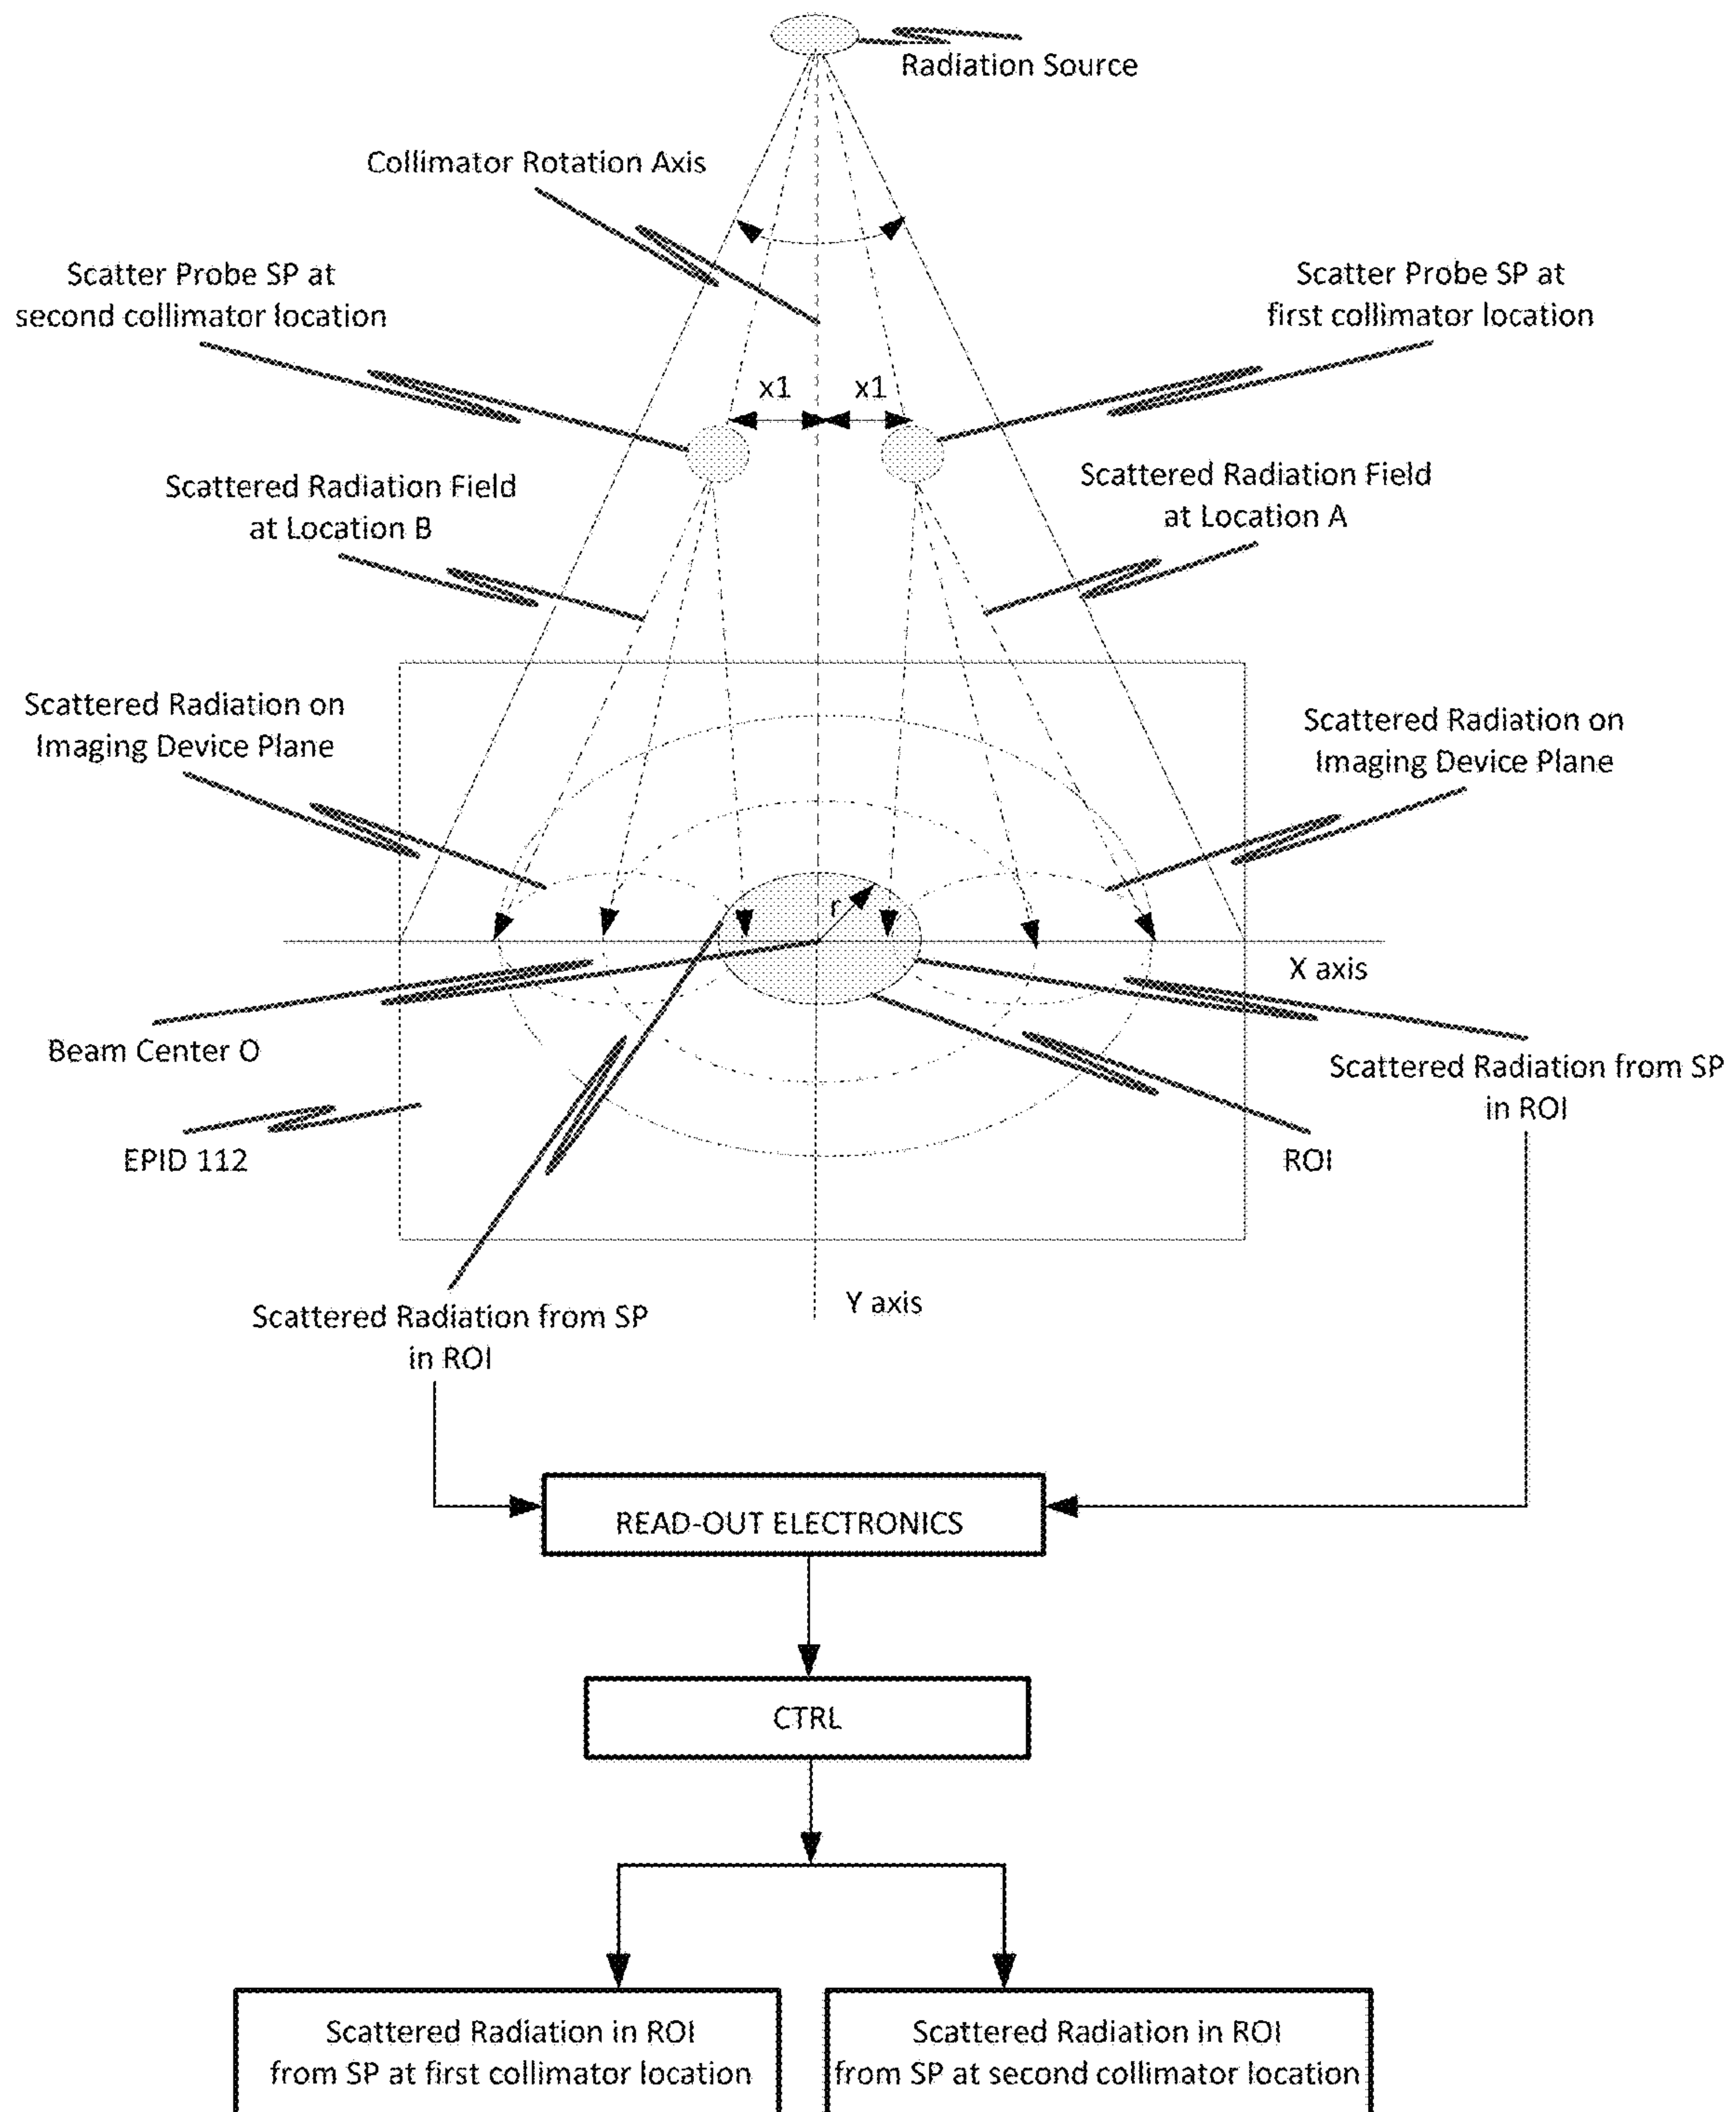 Radiation Source
Collimator Rotation Axis
Scatter Probe SP at
second collimator location
Scatter Probe SP at
first collimator location
x1
x1
Scattered Radiation Field
at Location B
Scattered Radiation Field
at Location A
Scattered Radiation on
Imaging Device Plane
Scattered Radiation on
Imaging Device Plane
r
X axis
Beam Center O
Scattered Radiation from SP
in ROI
EPID 112
ROI
Y axis
Scattered Radiation from SP
in ROI
READ-OUT ELECTRONICS
CTRL
Scattered Radiation in ROI
from SP at first collimator location
Scattered Radiation in ROI
from SP at second collimator location